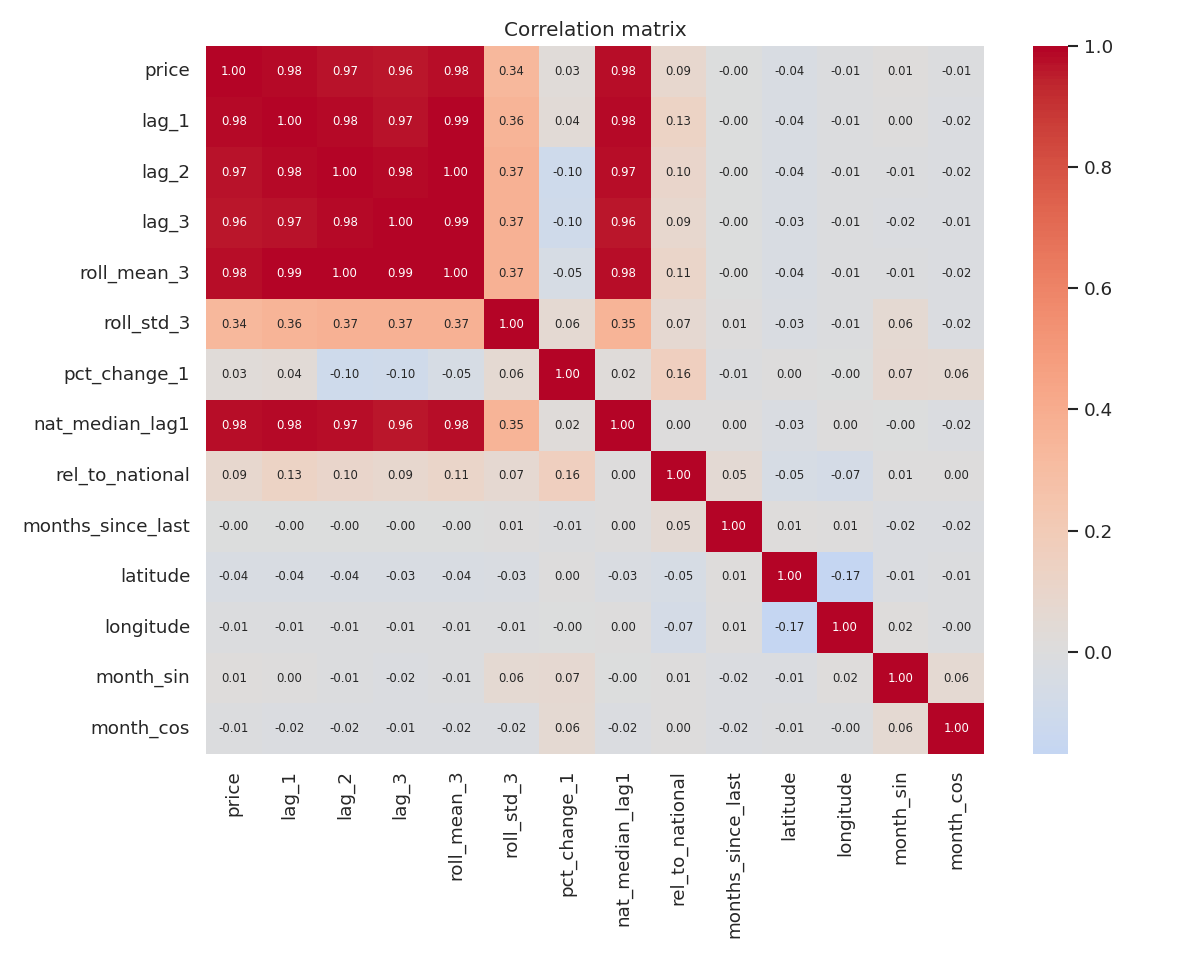 Correlation matrix
price 1.00 0.98 0.97 0.96 0.98 0.34 0.03 0.98 0.09 -0.00 -0.04 -0.01 0.01 -0.01
lag_1 0.98 1.00 0.98 0.97 0.99 0.36 0.04 0.98 0.13 -0.00 -0.04 -0.01 0.00 -0.02
lag_2 0.97 0.98 1.00 0.98 1.00 0.37 -0.10 0.97 0.10 -0.00 -0.04 -0.01 -0.01 -0.02
lag_3 0.96 0.97 0.98 1.00 0.99 0.37 -0.10 0.96 0.09 -0.00 -0.03 -0.01 -0.02 -0.01
roll_mean_3 0.98 0.99 1.00 0.99 1.00 0.37 -0.05 0.98 0.11 -0.00 -0.04 -0.01 -0.01 -0.02
roll_std_3 0.34 0.36 0.37 0.37 0.37 1.00 0.06 0.35 0.07 0.01 -0.03 -0.01 0.06 -0.02
pct_change_1 0.03 0.04 -0.10 -0.10 -0.05 0.06 1.00 0.02 0.16 -0.01 0.00 -0.00 0.07 0.06
nat_median_lag1 0.98 0.98 0.97 0.96 0.98 0.35 0.02 1.00 0.00 0.00 -0.03 0.00 -0.00 -0.02
rel_to_national 0.09 0.13 0.10 0.09 0.11 0.07 0.16 0.00 1.00 0.05 -0.05 -0.07 0.01 0.00
months_since_last -0.00 -0.00 -0.00 -0.00 -0.00 0.01 -0.01 0.00 0.05 1.00 0.01 0.01 -0.02 -0.02
latitude -0.04 -0.04 -0.04 -0.03 -0.04 -0.03 0.00 -0.03 -0.05 0.01 1.00 -0.17 -0.01 -0.01
longitude -0.01 -0.01 -0.01 -0.01 -0.01 -0.01 -0.00 0.00 -0.07 0.01 -0.17 1.00 0.02 -0.00
month_sin 0.01 0.00 -0.01 -0.02 -0.01 0.06 0.07 -0.00 0.01 -0.02 -0.01 0.02 1.00 0.06
month_cos -0.01 -0.02 -0.02 -0.01 -0.02 -0.02 0.06 -0.02 0.00 -0.02 -0.01 -0.00 0.06 1.00
price lag_1 lag_2 lag_3 roll_mean_3 roll_std_3 pct_change_1 nat_median_lag1 rel_to_national months_since_last latitude longitude month_sin month_cos
1.0
0.8
0.6
0.4
0.2
0.0